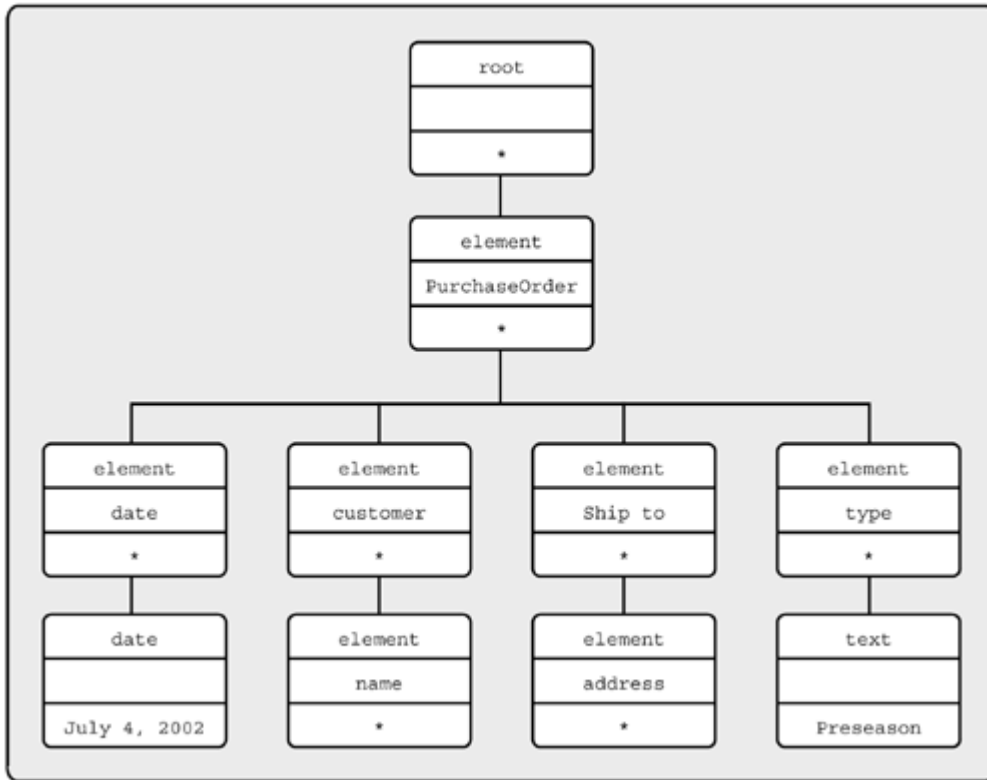 root
*
element
PurchaseOrder
*
element element element element
date customer Ship to type
* * * *
date element element text
name address
July 4, 2002 * * Preseason